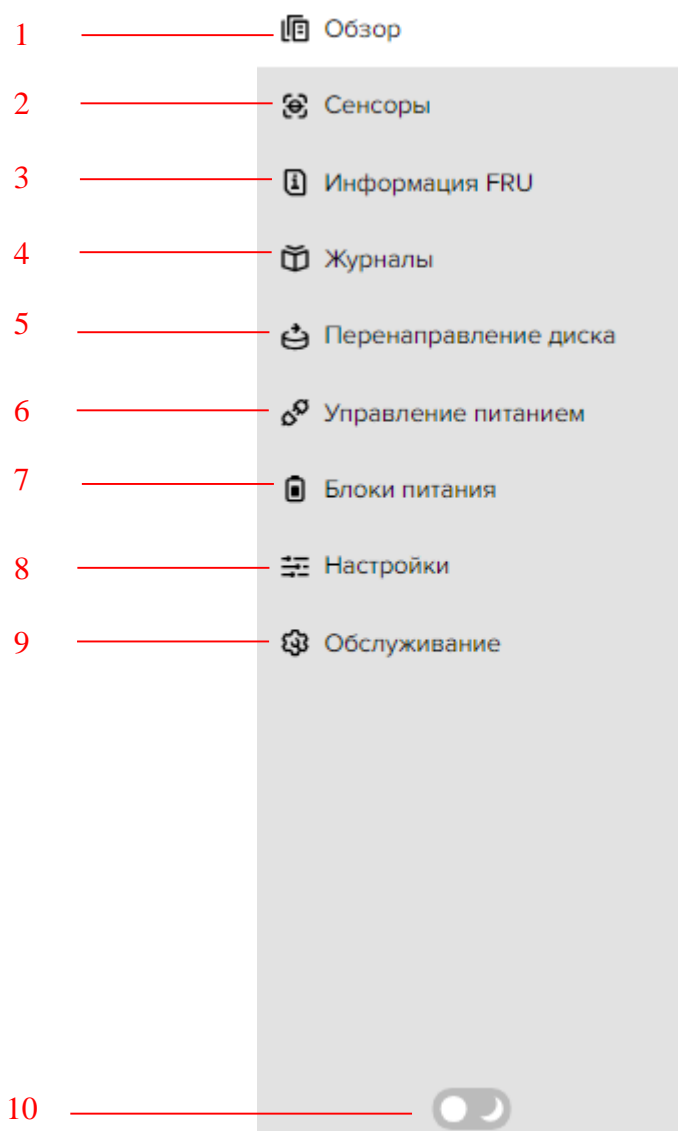 1 Обзор
2 Сенсоры
3 Информация FRU
4 Журналы
5 Перенаправление диска
6 Управление питанием
7 Блоки питания
8 Настройки
9 Обслуживание
10